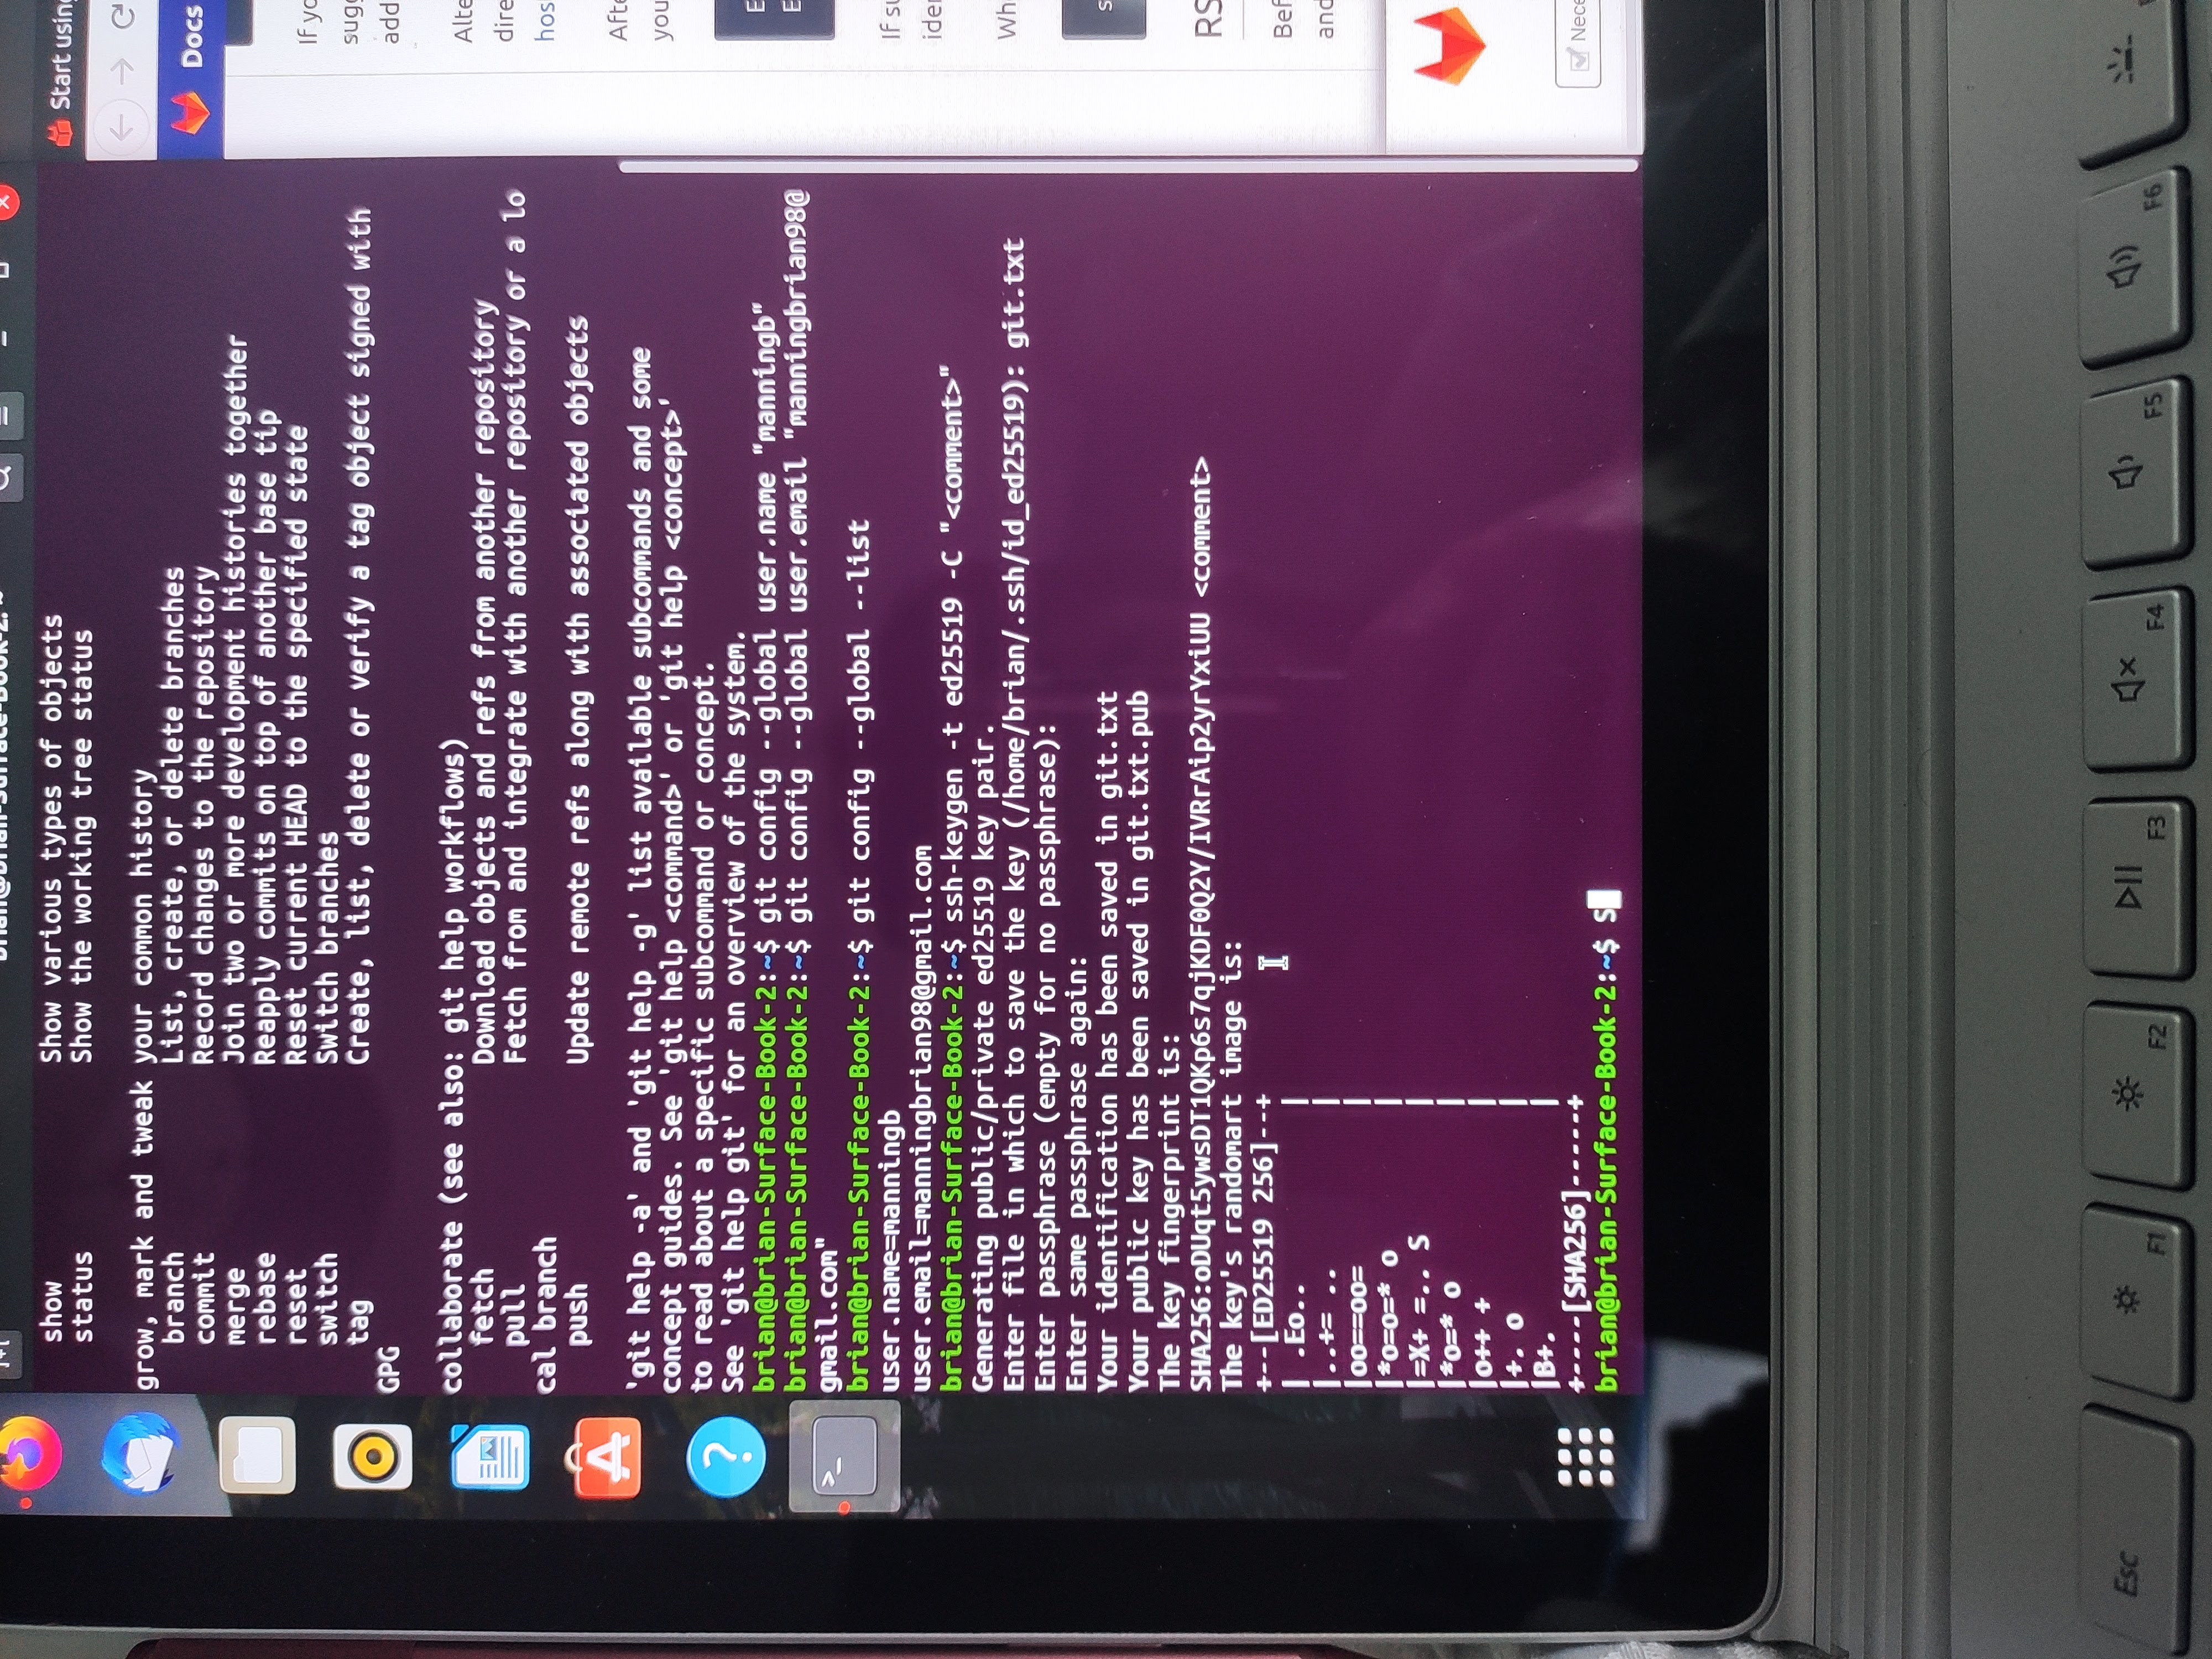 brian@brian-Surface-Book-2: ~
show Show various types of objects
status Show the working tree status
grow, mark and tweak your common history
branch List, create, or delete branches
commit Record changes to the repository
merge Join two or more development histories together
rebase Reapply commits on top of another base tip
reset Reset current HEAD to the specified state
switch Switch branches
tag Create, list, delete or verify a tag object signed with
GPG
collaborate (see also: git help workflows)
fetch Download objects and refs from another repository
pull Fetch from and integrate with another repository or a lo
cal branch
push Update remote refs along with associated objects
'git help -a' and 'git help -g' list available subcommands and some
concept guides. See 'git help <command>' or 'git help <concept>'
to read about a specific subcommand or concept.
See 'git help git' for an overview of the system.
brian@brian-Surface-Book-2:~$ git config --global user.name "manningb"
brian@brian-Surface-Book-2:~$ git config --global user.email "manningbrian98@
gmail.com"
brian@brian-Surface-Book-2:~$ git config --global --list
user.name=manningb
user.email=manningbrian98@gmail.com
brian@brian-Surface-Book-2:~$ ssh-keygen -t ed25519 -C "<comment>"
Generating public/private ed25519 key pair.
Enter file in which to save the key (/home/brian/.ssh/id_ed25519): git.txt
Enter passphrase (empty for no passphrase):
Enter same passphrase again:
Your identification has been saved in git.txt
Your public key has been saved in git.txt.pub
The key fingerprint is:
SHA256:oDUqt5ywsDT1QKp6s7qjKDF0Q2Y/IVRrAip2yrYxiUU <comment>
The key's randomart image is:
+--[ED25519 256]--+
| .Eo..           |
|..+= ..          |
|oo==oo=          |
|*o=o=* o         |
|=X+ =.. S        |
|*o=* o           |
|o++ +            |
|+. o             |
|B+.              |
+----[SHA256]-----+
brian@brian-Surface-Book-2:~$ S
Start using
Docs
If yo
sugg
add
Alte
dire
hos
Afte
you
E
E
If su
iden
Whe
s
RS
Bef
and
Nece
Esc
F1
F2
F3
F4
F5
F6